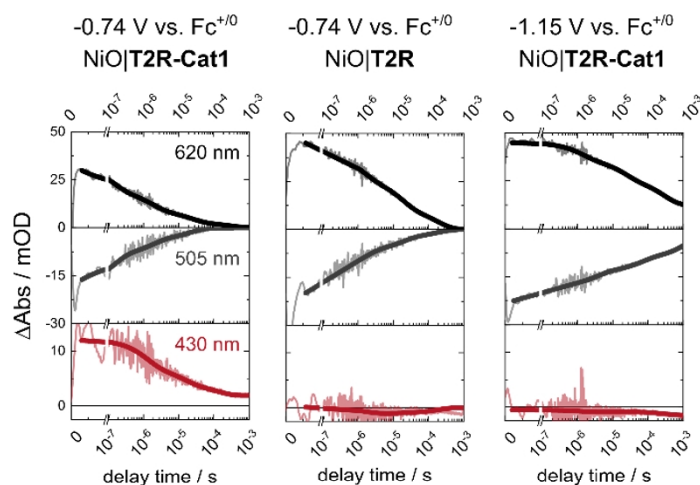 -0.74 V vs. Fc+/0 -0.74 V vs. Fc+/0 -1.15 V vs. Fc+/0
NiO|T2R-Cat1 NiO|T2R NiO|T2R-Cat1
0 10-7 10-6 10-5 10-4 10-3 0 10-7 10-6 10-5 10-4 10-3 0 10-7 10-6 10-5 10-4 10-3
50
620 nm
25
0
505 nm
-15
-30
430 nm
10
0
ΔAbs / mOD
0 10-7 10-6 10-5 10-4 10-3 0 10-7 10-6 10-5 10-4 10-3 0 10-7 10-6 10-5 10-4 10-3
delay time / s delay time / s delay time / s